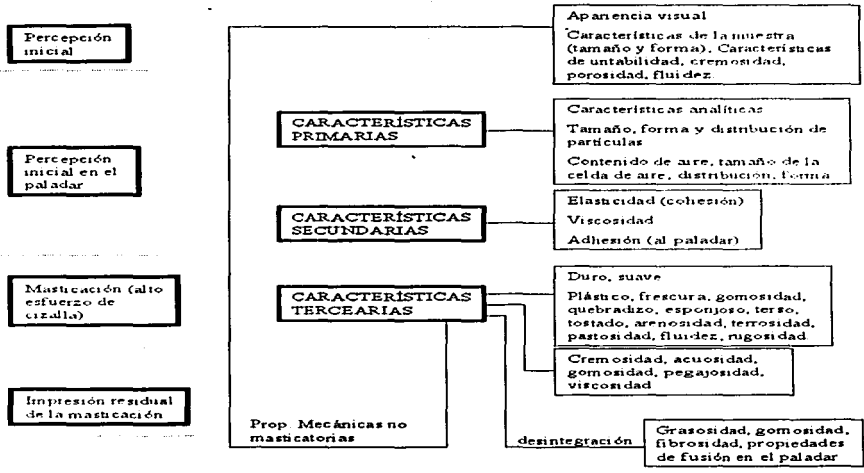 Percepción
inicial
Apariencia visual
Características de la muestra
(tamaño y forma), Características
de untabilidad, cremosidad,
porosidad, fluidez
Percepción
inicial en el
paladar
CARACTERÍSTICAS
PRIMARIAS
Características analíticas
Tamaño, forma y distribución de
partículas
Contenido de aire, tamaño de la
celda de aire, distribución, forma
CARACTERÍSTICAS
SECUNDARIAS
Elasticidad (cohesión)
Viscosidad
Adhesión (al paladar)
Masticación (alto
esfuerzo de
cizalla)
CARACTERÍSTICAS
TERCEARIAS
Duro, suave
Plástico, frescura, gomosidad,
quebradizo, esponjoso, terso,
tostado, arenosidad, terrosidad,
pastosidad, fluidez, rugosidad
Cremosidad, acuosidad,
gomosidad, pegajosidad,
viscosidad
Impresión residual
de la masticación
Prop. Mecánicas no
masticatorias
desintegración
Grasosidad, gomosidad,
fibrosidad, propiedades
de fusión en el paladar